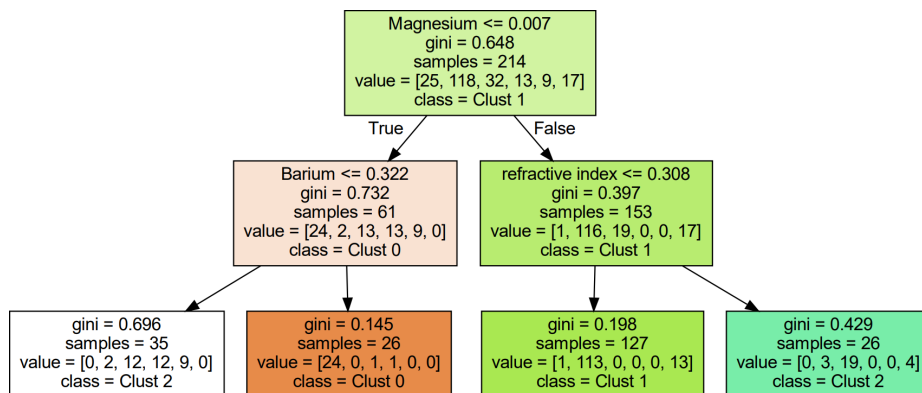 Magnesium <= 0.007
gini = 0.648
samples = 214
value = [25, 118, 32, 13, 9, 17]
class = Clust 1
True
False
Barium <= 0.322
gini = 0.732
samples = 61
value = [24, 2, 13, 13, 9, 0]
class = Clust 0
refractive index <= 0.308
gini = 0.397
samples = 153
value = [1, 116, 19, 0, 0, 17]
class = Clust 1
gini = 0.696
samples = 35
value = [0, 2, 12, 12, 9, 0]
class = Clust 2
gini = 0.145
samples = 26
value = [24, 0, 1, 1, 0, 0]
class = Clust 0
gini = 0.198
samples = 127
value = [1, 113, 0, 0, 0, 13]
class = Clust 1
gini = 0.429
samples = 26
value = [0, 3, 19, 0, 0, 4]
class = Clust 2